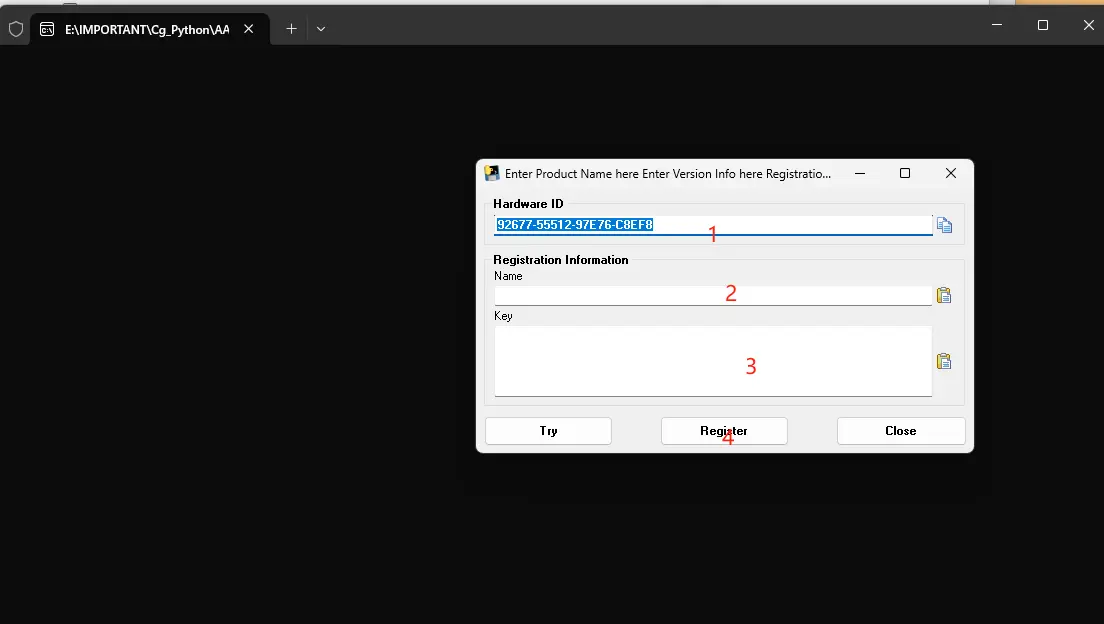 E:\IMPORTANT\Cg_Python\AA
Enter Product Name here Enter Version Info here Registratio...
Hardware ID
92677-55512-97E76-C8EF8
1
Registration Information
Name
2
Key
3
Try
Register
4
Close